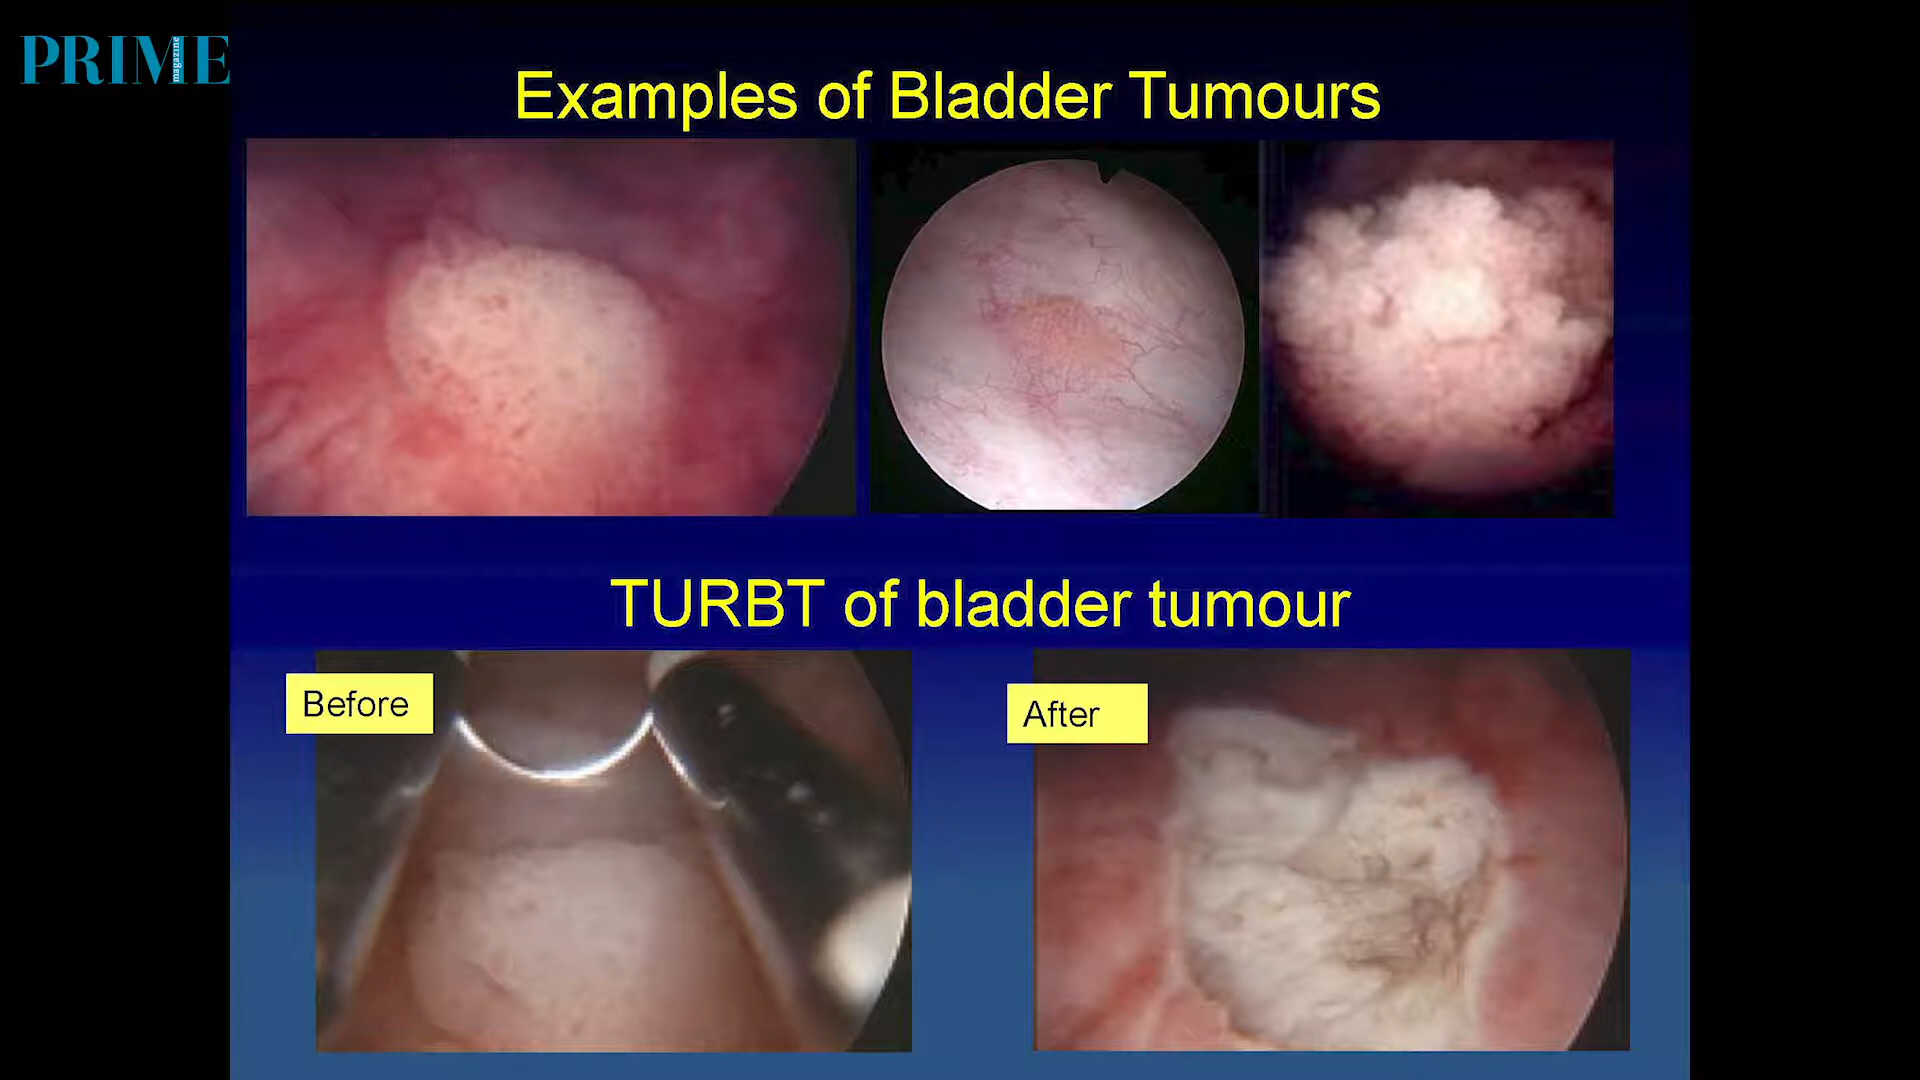 PRIME
magazine
Examples of Bladder Tumours
TURBT of bladder tumour
Before
After